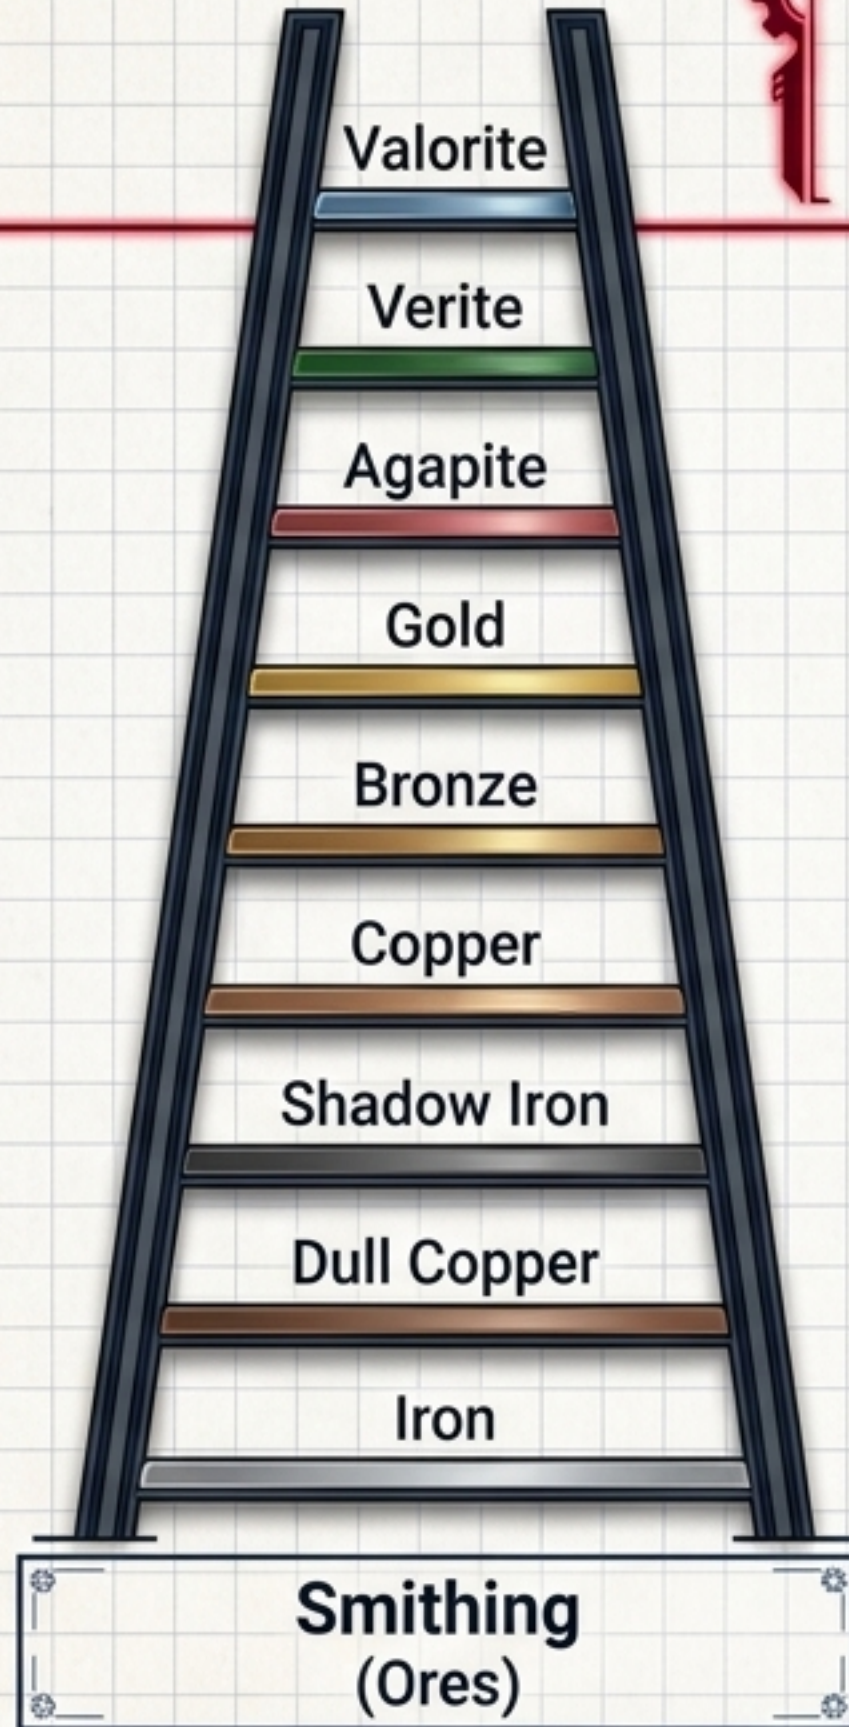 Valorite
Verite
Agapite
Gold
Bronze
Copper
Shadow Iron
Dull Copper
Iron
Smithing
(Ores)